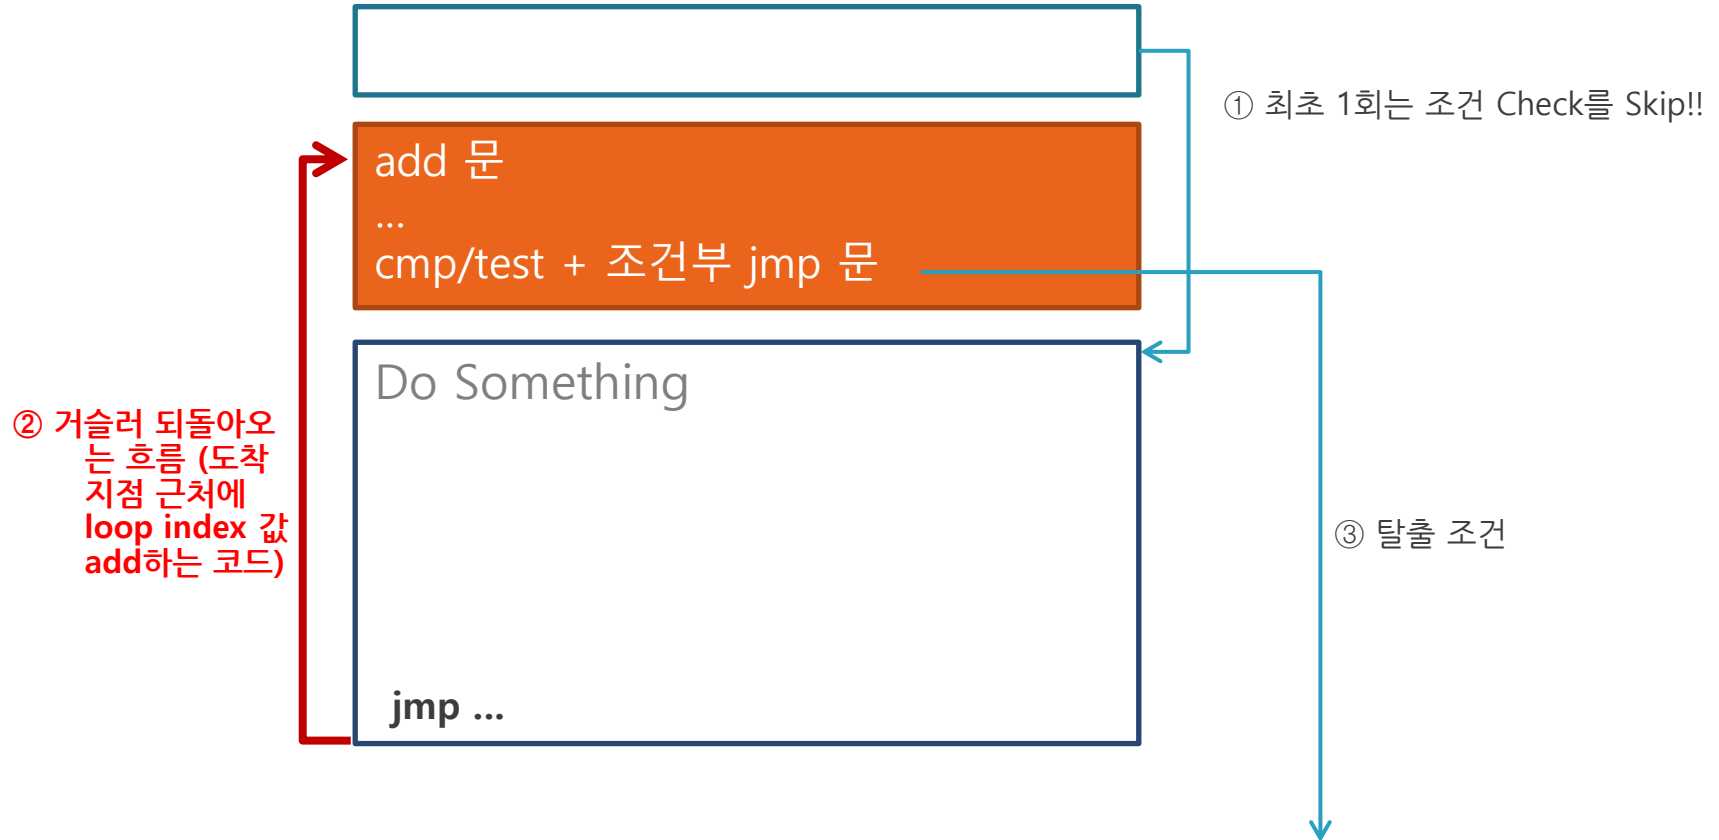 ① 최초 1회는 조건 Check를 Skip!!
add 문
...
cmp/test + 조건부 jmp 문
Do Something
② 거슬러 되돌아오
는 흐름 (도착
지점 근처에
loop index 값
add하는 코드)
③ 탈출 조건
jmp ...